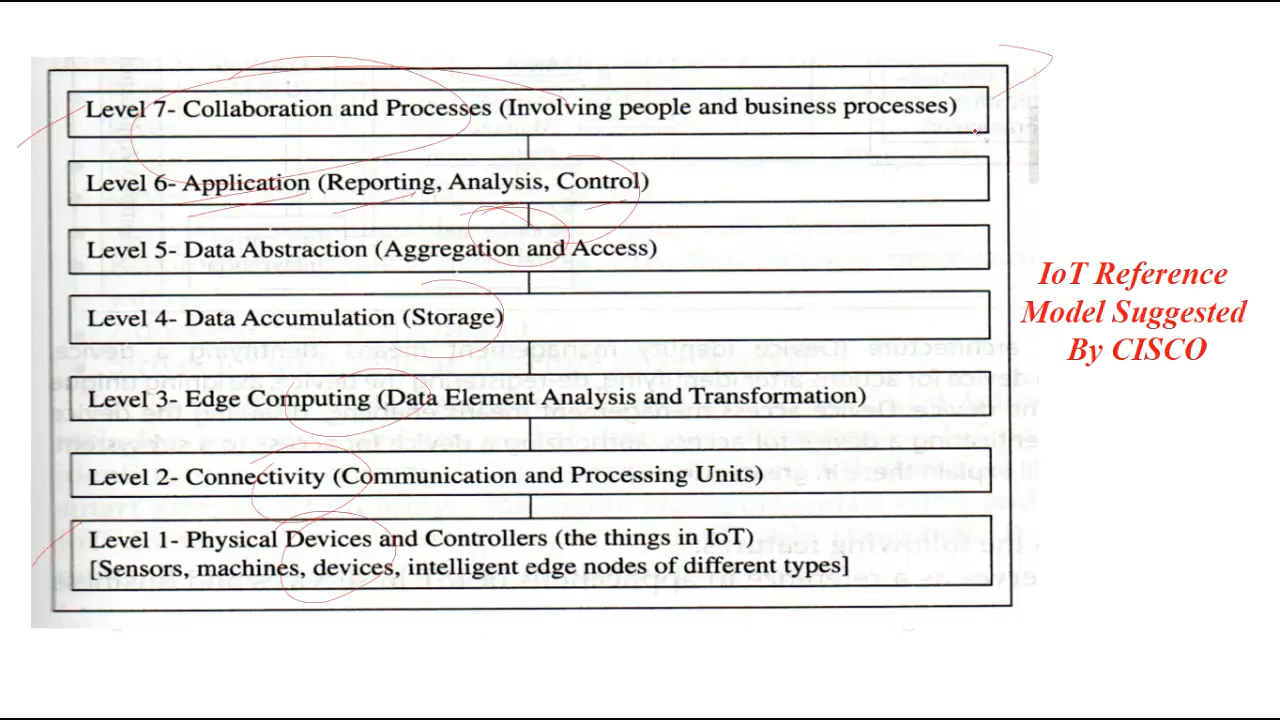 Level 7- Collaboration and Processes (Involving people and business processes)
Level 6- Application (Reporting, Analysis, Control)
Level 5- Data Abstraction (Aggregation and Access)
Level 4- Data Accumulation (Storage)
Level 3- Edge Computing (Data Element Analysis and Transformation)
Level 2- Connectivity (Communication and Processing Units)
Level 1- Physical Devices and Controllers (the things in IoT)
[Sensors, machines, devices, intelligent edge nodes of different types]
IoT Reference
Model Suggested
By CISCO